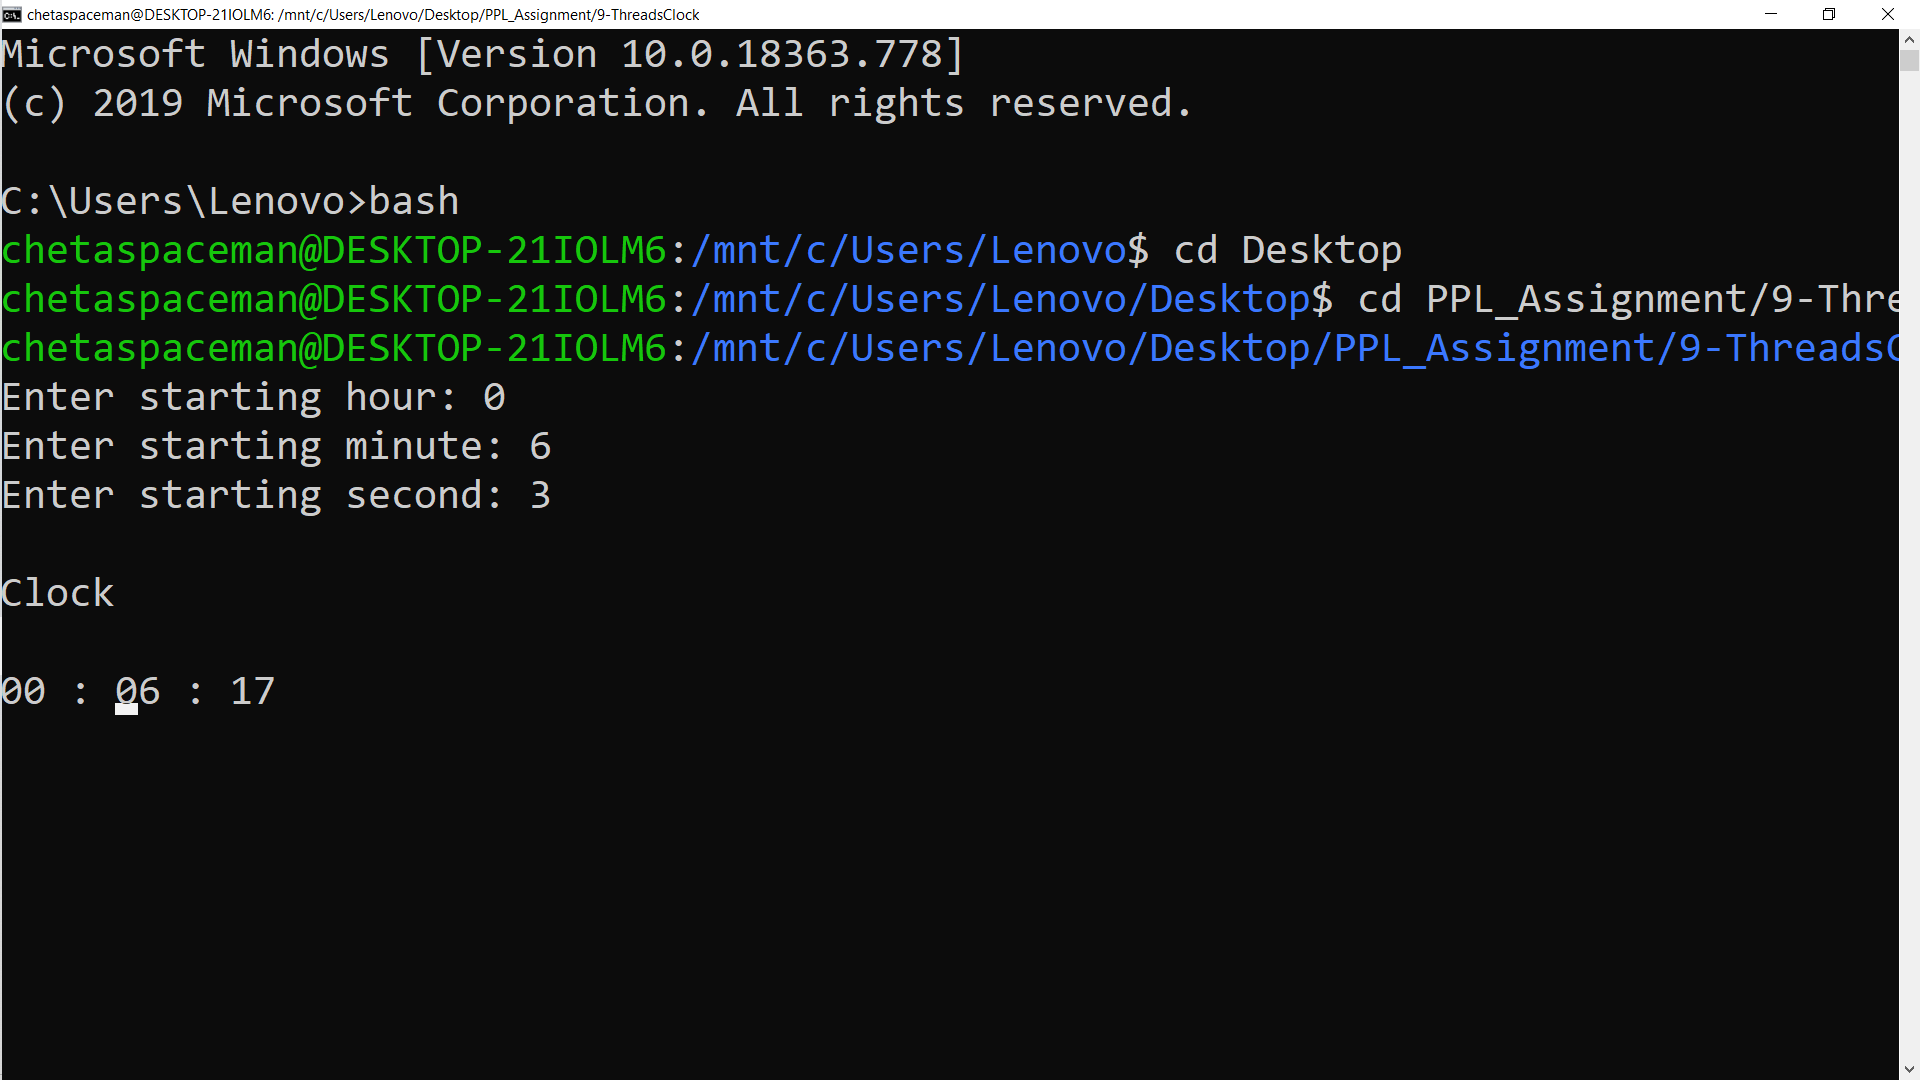 chetaspaceman@DESKTOP-21IOLM6: /mnt/c/Users/Lenovo/Desktop/PPL_Assignment/9-ThreadsClock
Microsoft Windows [Version 10.0.18363.778]
(c) 2019 Microsoft Corporation. All rights reserved.
C:\Users\Lenovo>bash
chetaspaceman@DESKTOP-21IOLM6:/mnt/c/Users/Lenovo$ cd Desktop
chetaspaceman@DESKTOP-21IOLM6:/mnt/c/Users/Lenovo/Desktop$ cd PPL_Assignment/9-Thre
chetaspaceman@DESKTOP-21IOLM6:/mnt/c/Users/Lenovo/Desktop/PPL_Assignment/9-ThreadsC
Enter starting hour: 0
Enter starting minute: 6
Enter starting second: 3
Clock
00 : 06 : 17